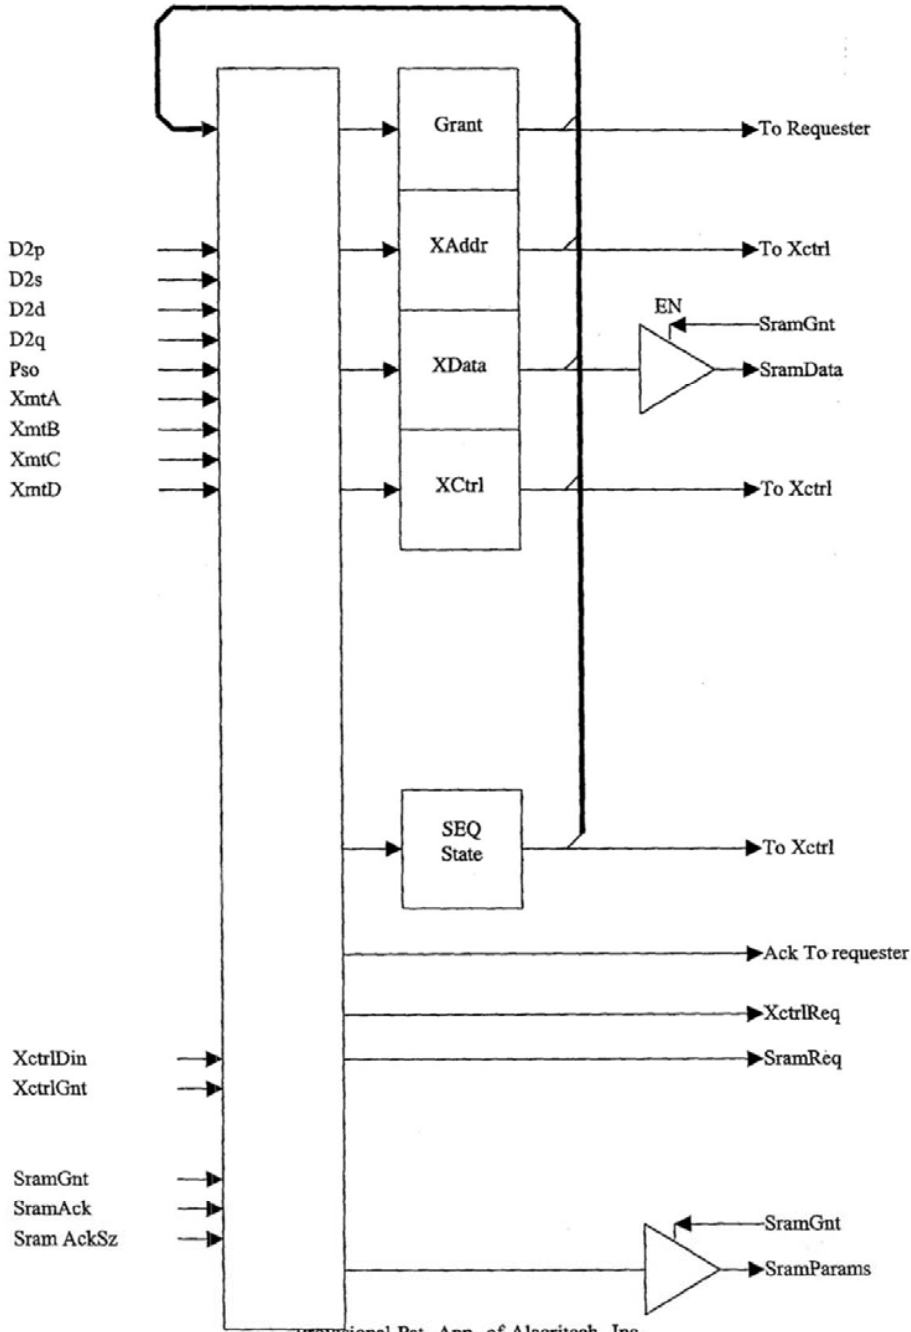 Grant
To Requester
D2p
XAddr
To Xctrl
D2s
D2d
EN
SramGnt
D2q
Pso
XData
SramData
XmtA
XmtB
XmtC
XmtD
XCtrl
To Xctrl
SEQ
State
To Xctrl
Ack To requester
XctrlReq
XctrlDin
SramReq
XctrlGnt
SramGnt
SramAck
SramGnt
Sram AckSz
SramParams
Provisional Pat. App. of Alacritech, Inc.